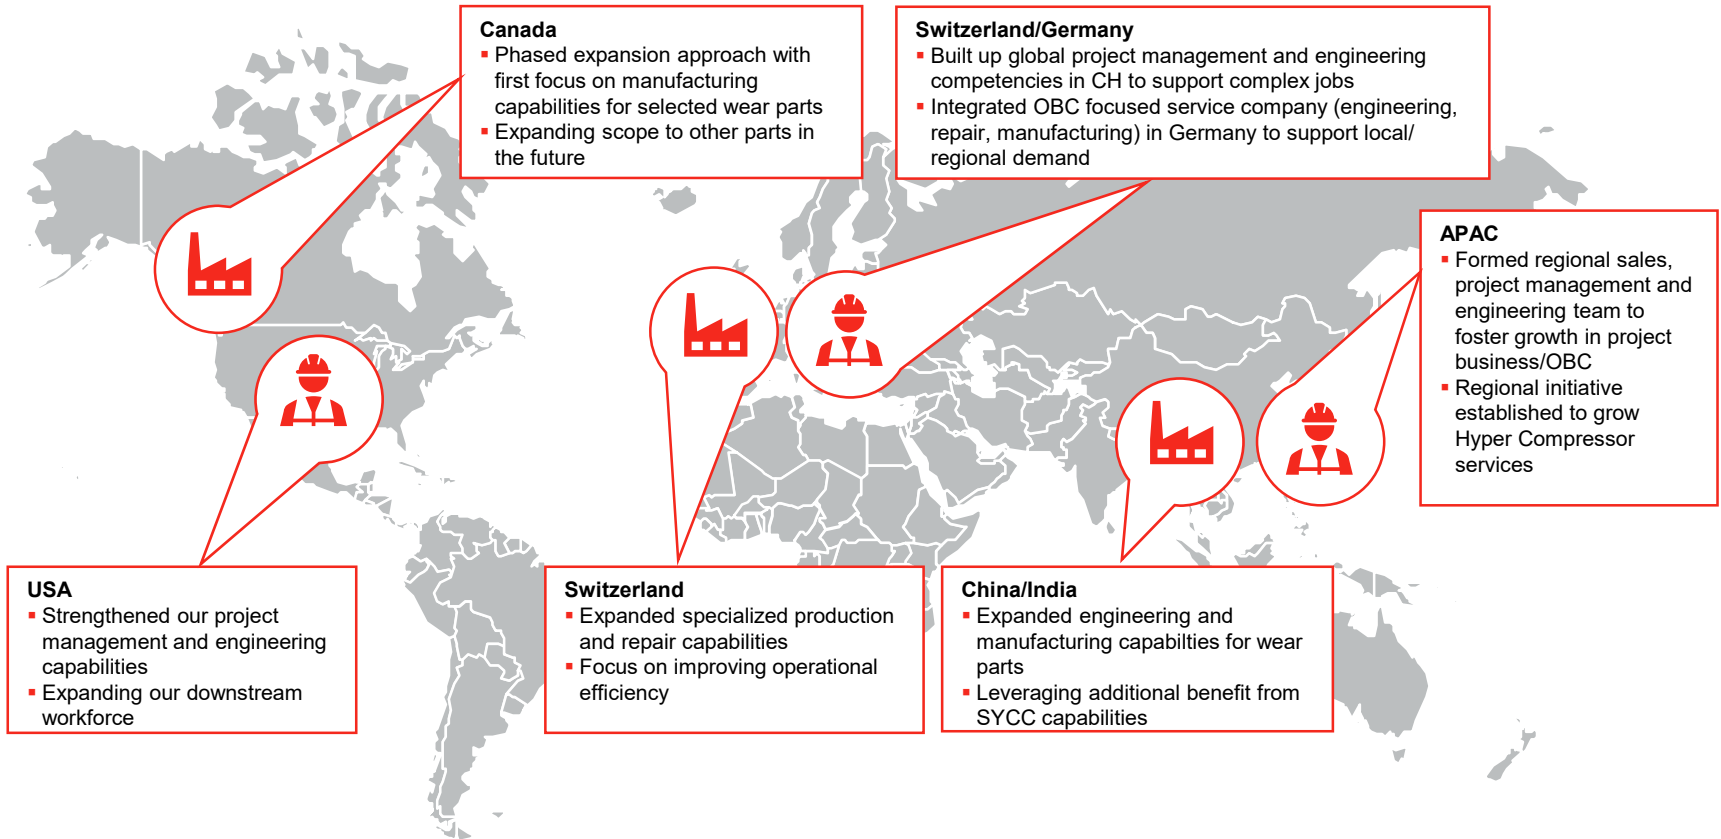 Canada
▪ Phased expansion approach with
first focus on manufacturing
capabilities for selected wear parts
▪ Expanding scope to other parts in
the future
Switzerland/Germany
▪ Built up global project management and engineering
competencies in CH to support complex jobs
▪ Integrated OBC focused service company (engineering,
repair, manufacturing) in Germany to support local/
regional demand
APAC
▪ Formed regional sales,
project management and
engineering team to
foster growth in project
business/OBC
▪ Regional initiative
established to grow
Hyper Compressor
services
USA
▪ Strengthened our project
management and engineering
capabilities
▪ Expanding our downstream
workforce
Switzerland
▪ Expanded specialized production
and repair capabilities
▪ Focus on improving operational
efficiency
China/India
▪ Expanded engineering and
manufacturing capabilties for wear
parts
▪ Leveraging additional benefit from
SYCC capabilities